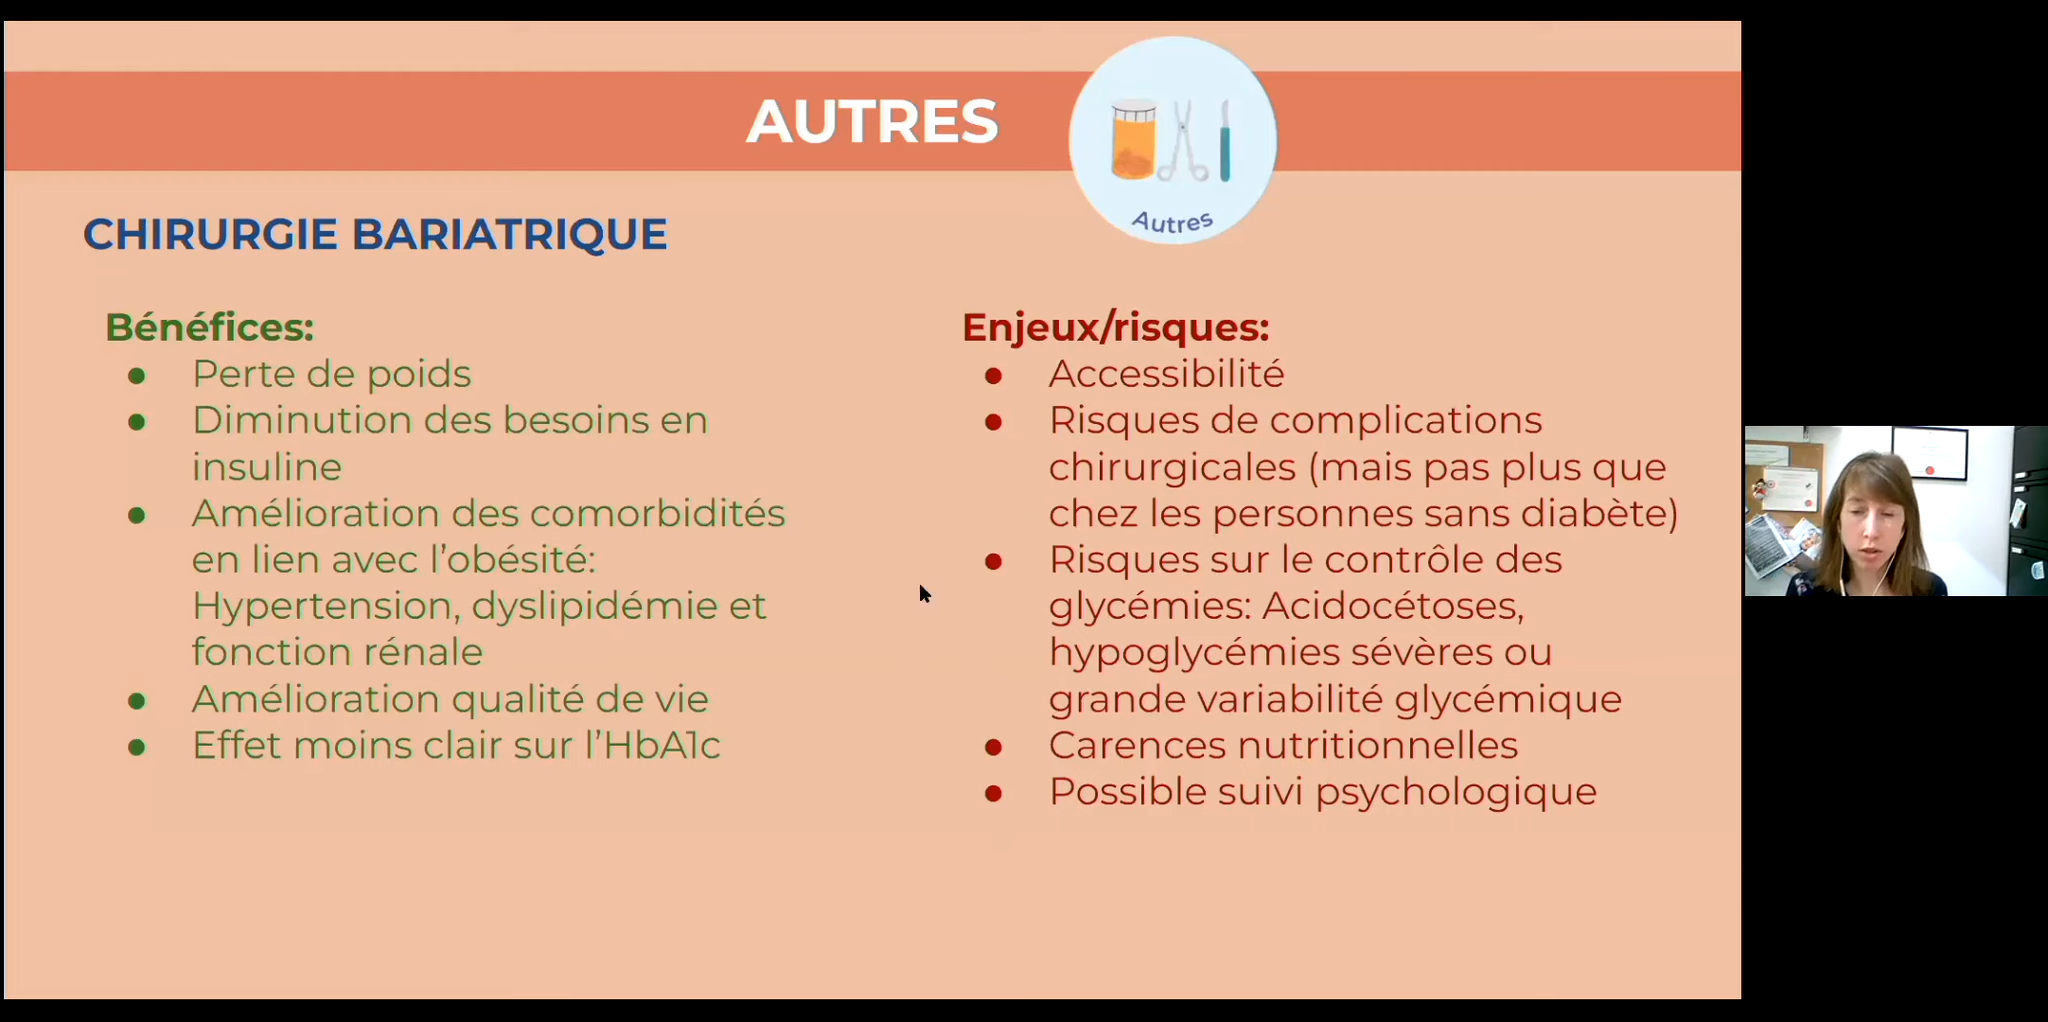 AUTRES
Autres
CHIRURGIE BARIATRIQUE
Bénéfices:
● Perte de poids
● Diminution des besoins en
insuline
● Amélioration des comorbidités
en lien avec l'obésité:
Hypertension, dyslipidémie et
fonction rénale
● Amélioration qualité de vie
● Effet moins clair sur l'HbA1c
Enjeux/risques:
● Accessibilité
● Risques de complications
chirurgicales (mais pas plus que
chez les personnes sans diabète)
● Risques sur le contrôle des
glycémies: Acidocétoses,
hypoglycémies sévères ou
grande variabilité glycémique
● Carences nutritionnelles
● Possible suivi psychologique